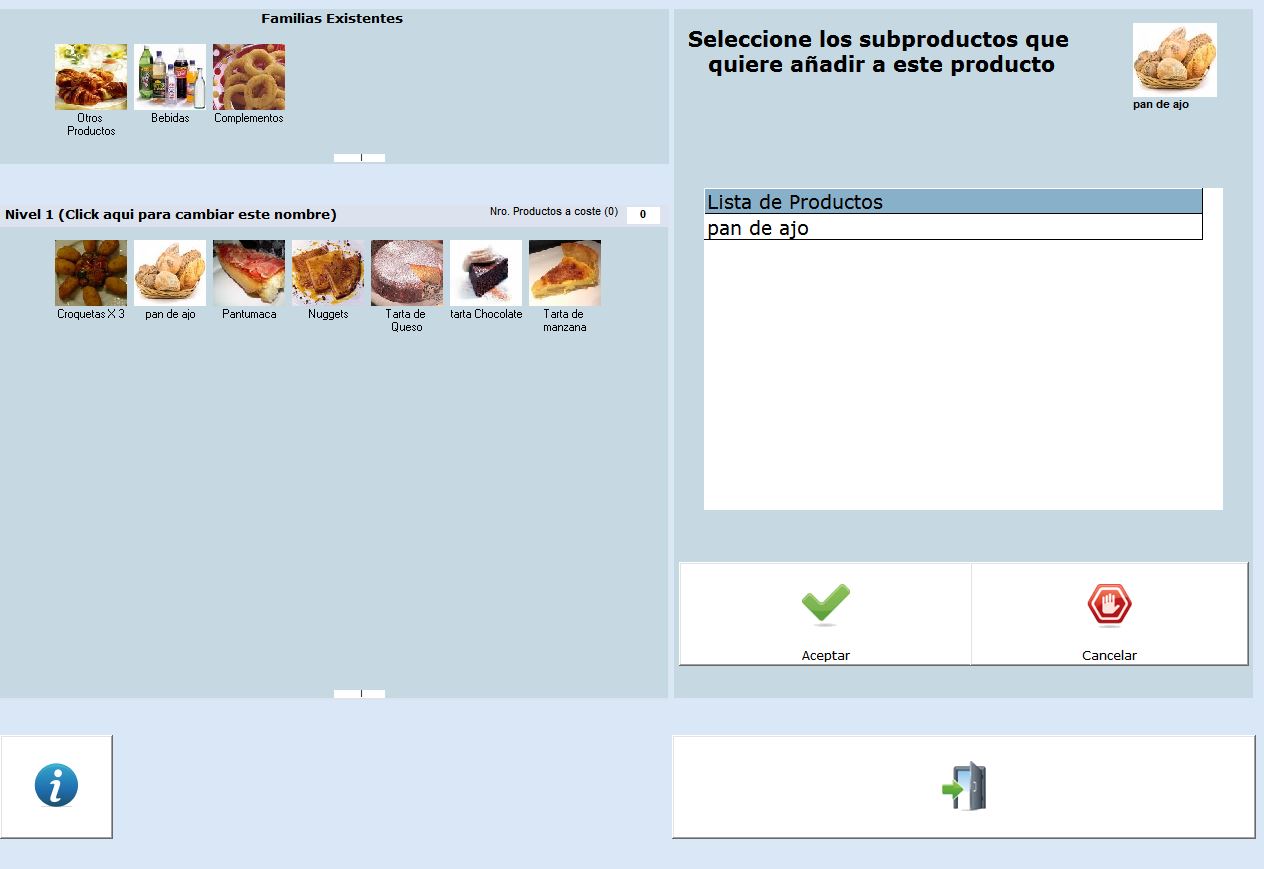 Familias Existentes
Otros
Productos
Bebidas
Complementos
Nivel 1 (Click aqui para cambiar este nombre)
Nro. Productos a coste (0)
0
Croquetas X 3
pan de ajo
Pantumaca
Nuggets
Tarta de
Queso
tarta Chocolate
Tarta de
manzana
Seleccione los subproductos que
quiere añadir a este producto
pan de ajo
Lista de Productos
pan de ajo
Aceptar
Cancelar